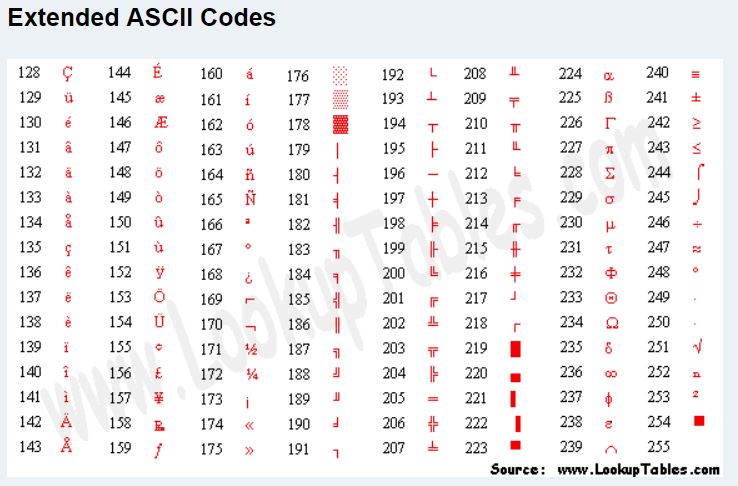 Extended ASCII Codes
128 Ç 144 É 160 á 176 ░ 192 └ 208 ╨ 224 α 240 ≡
129 ü 145 æ 161 í 177 ▒ 193 ┴ 209 ╤ 225 ß 241 ±
130 é 146 Æ 162 ó 178 ▓ 194 ┬ 210 ╥ 226 Γ 242 ≥
131 â 147 ô 163 ú 179 │ 195 ├ 211 ╙ 227 π 243 ≤
132 ä 148 ö 164 ñ 180 ┤ 196 ─ 212 ╘ 228 Σ 244 ⌠
133 à 149 ò 165 Ñ 181 ╡ 197 ┼ 213 ╒ 229 σ 245 ⌡
134 å 150 û 166 ª 182 ╢ 198 ╞ 214 ╓ 230 µ 246 ÷
135 ç 151 ù 167 º 183 ╖ 199 ╟ 215 ╫ 231 τ 247 ≈
136 ê 152 ÿ 168 ¿ 184 ╕ 200 ╚ 216 ╪ 232 Φ 248 °
137 ë 153 Ö 169 ⌐ 185 ╣ 201 ╔ 217 ┘ 233 Θ 249 ∙
138 è 154 Ü 170 ¬ 186 ║ 202 ╩ 218 ┌ 234 Ω 250 ·
139 ï 155 ¢ 171 ½ 187 ╗ 203 ╦ 219 █ 235 δ 251 √
140 î 156 £ 172 ¼ 188 ╝ 204 ╠ 220 ▄ 236 ∞ 252 ⁿ
141 ì 157 ¥ 173 ¡ 189 ╜ 205 ═ 221 ▌ 237 φ 253 ²
142 Ä 158 ₧ 174 « 190 ╛ 206 ╬ 222 ▐ 238 ε 254 ■
143 Å 159 ƒ 175 » 191 ┐ 207 ╧ 223 ▀ 239 ∩ 255
www.LookupTables.com
Source: www.LookupTables.com